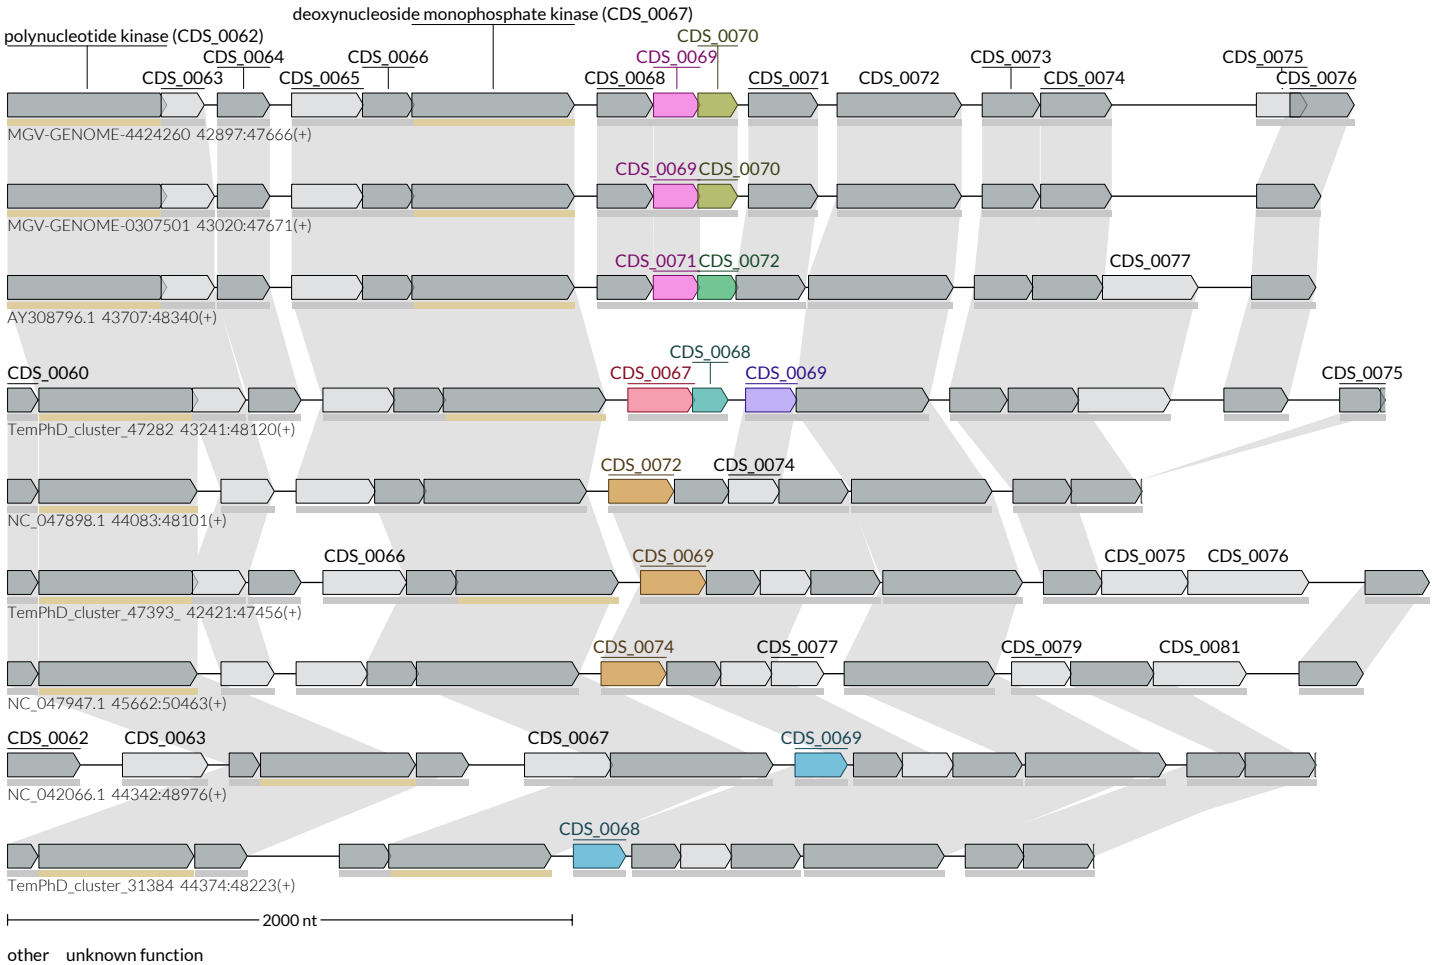 deoxynucleoside monophosphate kinase (CDS_0067)
polynucleotide kinase (CDS_0062) CDS_0070
CDS_0064 CDS_0066 CDS_0069 CDS_0073 CDS_0075
CDS_0063 CDS_0065 CDS_0068 CDS_0071 CDS_0072 CDS_0074 CDS_0076
MGV-GENOME-4424260 42897:47666(+)
CDS_0069 CDS_0070
MGV-GENOME-0307501 43020:47671(+)
CDS_0071 CDS_0072 CDS_0077
AY308796.1 43707:48340(+)
CDS_0068
CDS_0060 CDS_0067 CDS_0069 CDS_0075
TemPhD_cluster_47282 43241:48120(+)
CDS_0072 CDS_0074
NC_047898.1 44083:48101(+)
CDS_0066 CDS_0069 CDS_0075 CDS_0076
TemPhD_cluster_47393_ 42421:47456(+)
CDS_0074 CDS_0077 CDS_0079 CDS_0081
NC_047947.1 45662:50463(+)
CDS_0062 CDS_0063 CDS_0067 CDS_0069
NC_042066.1 44342:48976(+)
CDS_0068
TemPhD_cluster_31384 44374:48223(+)
2000 nt
other unknown function